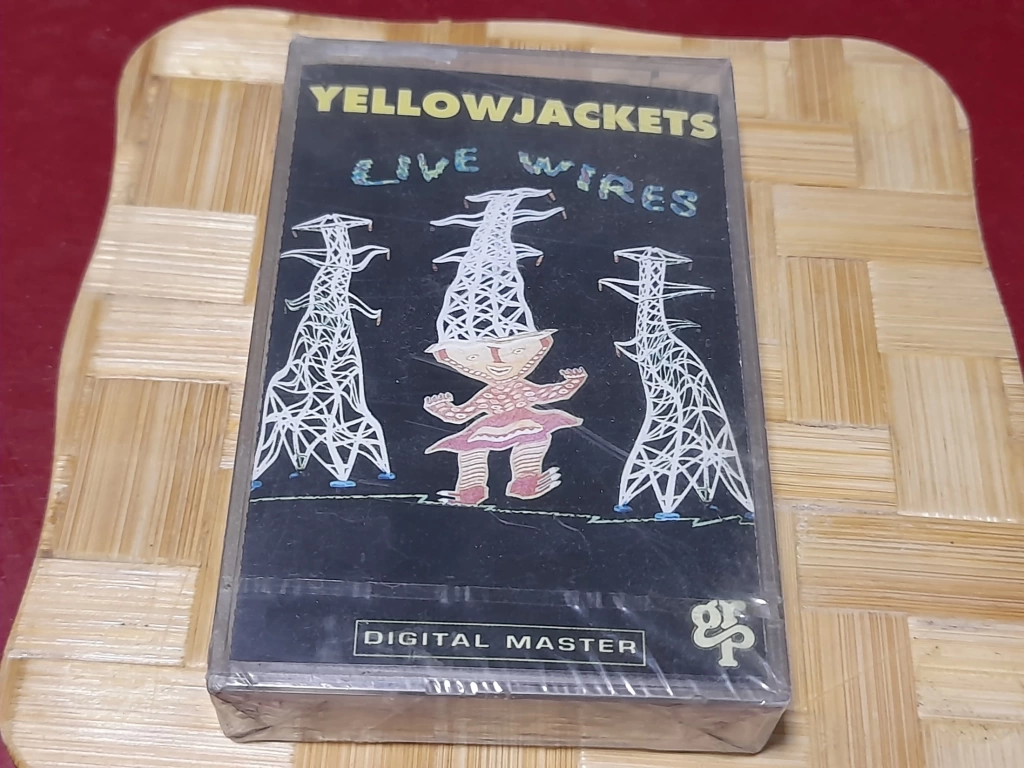 YELLOWJACKETS
LIVE WIRES
DIGITAL MASTER
grp